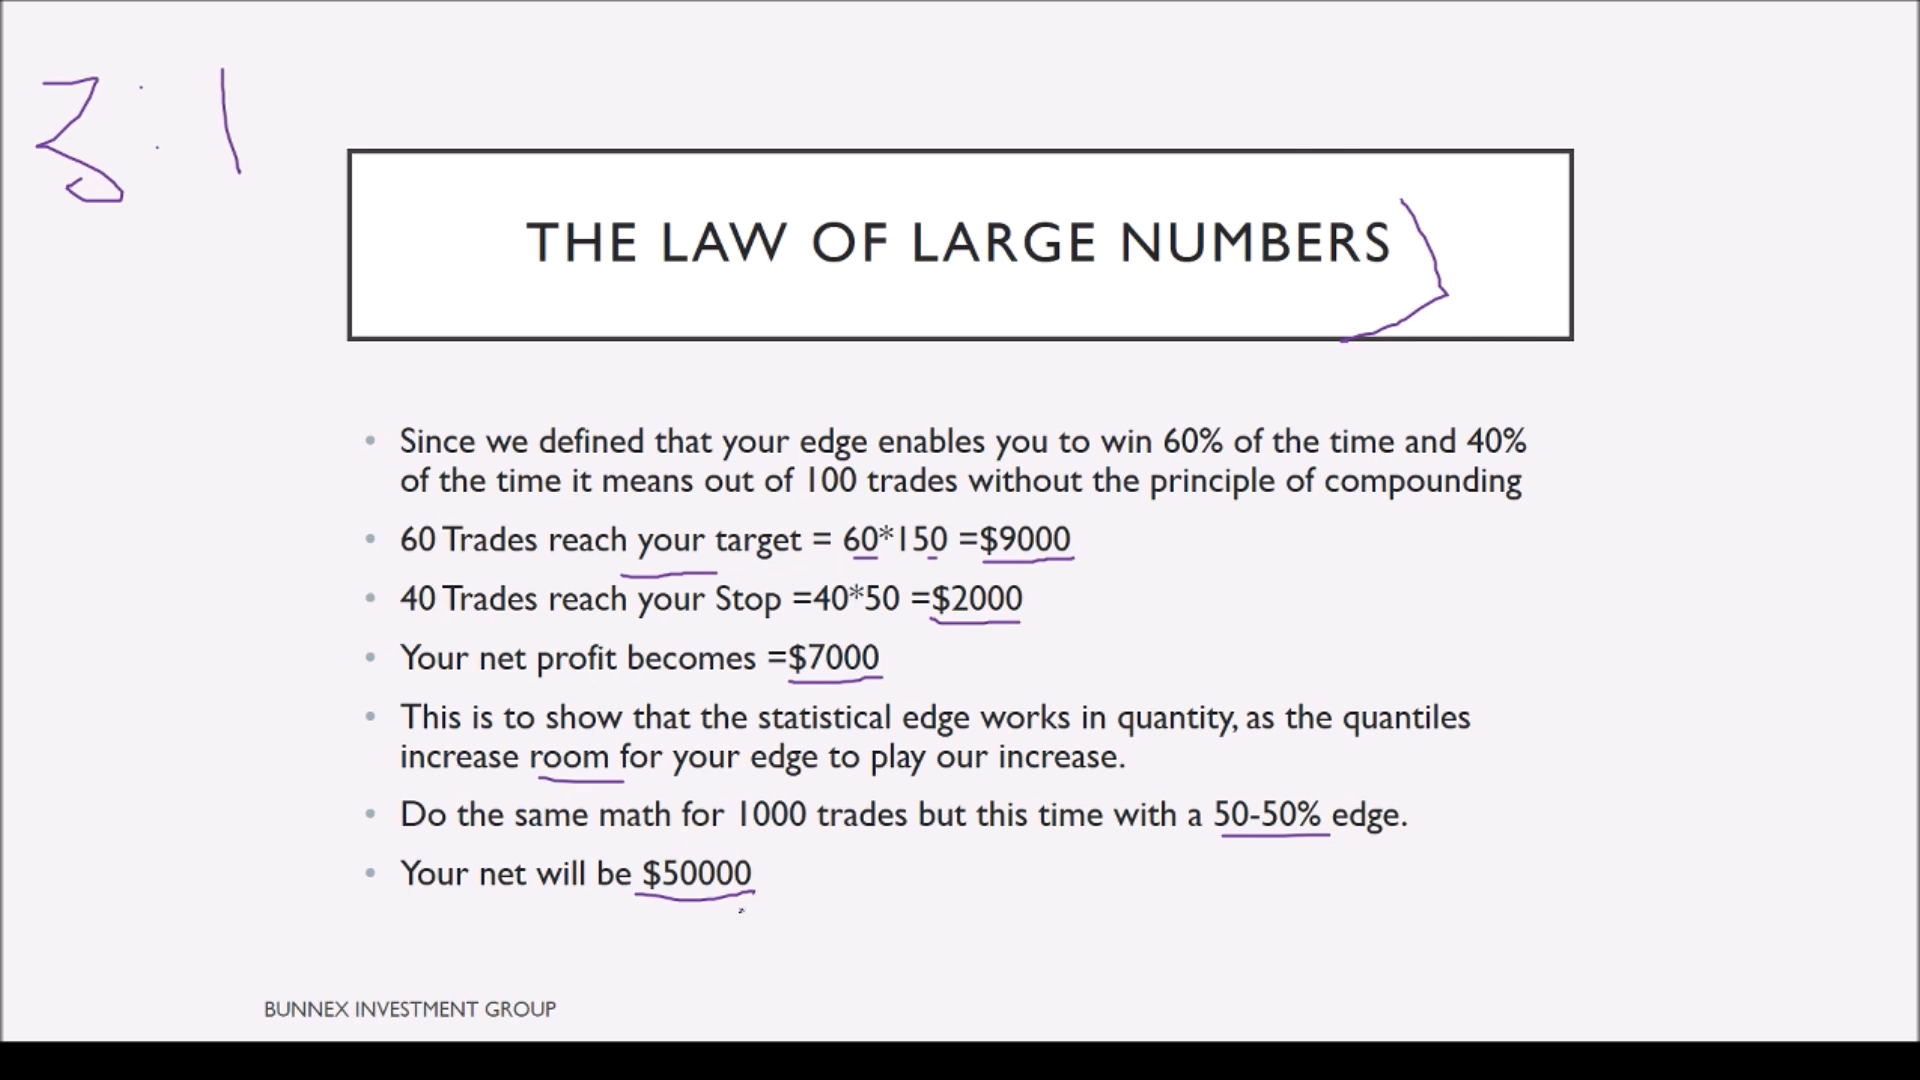 3 : 1
THE LAW OF LARGE NUMBERS
• Since we defined that your edge enables you to win 60% of the time and 40%
of the time it means out of 100 trades without the principle of compounding
• 60 Trades reach your target = 60*150 =$9000
• 40 Trades reach your Stop =40*50 =$2000
• Your net profit becomes =$7000
• This is to show that the statistical edge works in quantity, as the quantiles
increase room for your edge to play our increase.
• Do the same math for 1000 trades but this time with a 50-50% edge.
• Your net will be $50000
BUNNEX INVESTMENT GROUP